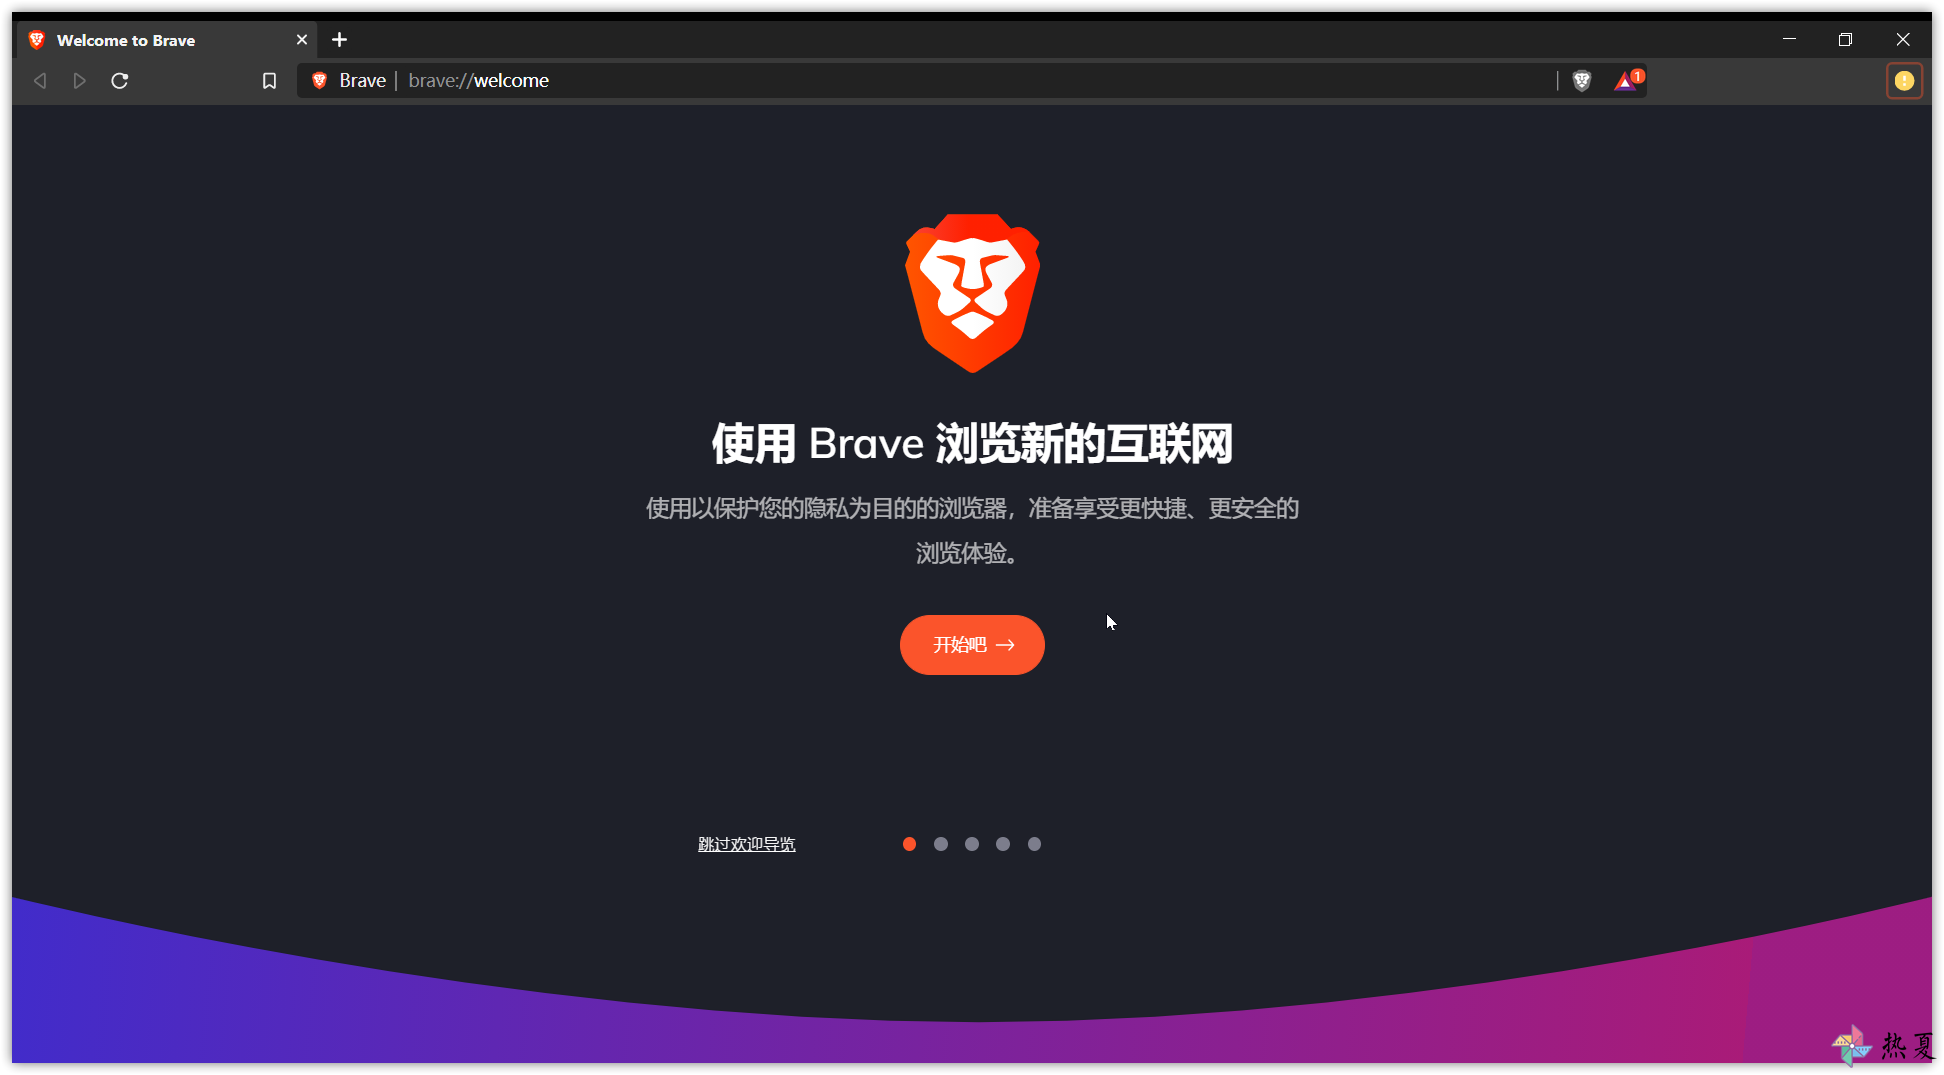 Welcome to Brave
Brave | brave://welcome
1
使用 Brave 浏览新的互联网
使用以保护您的隐私为目的的浏览器，准备享受更快捷、更安全的
浏览体验。
开始吧 →
跳过欢迎导览
热夏